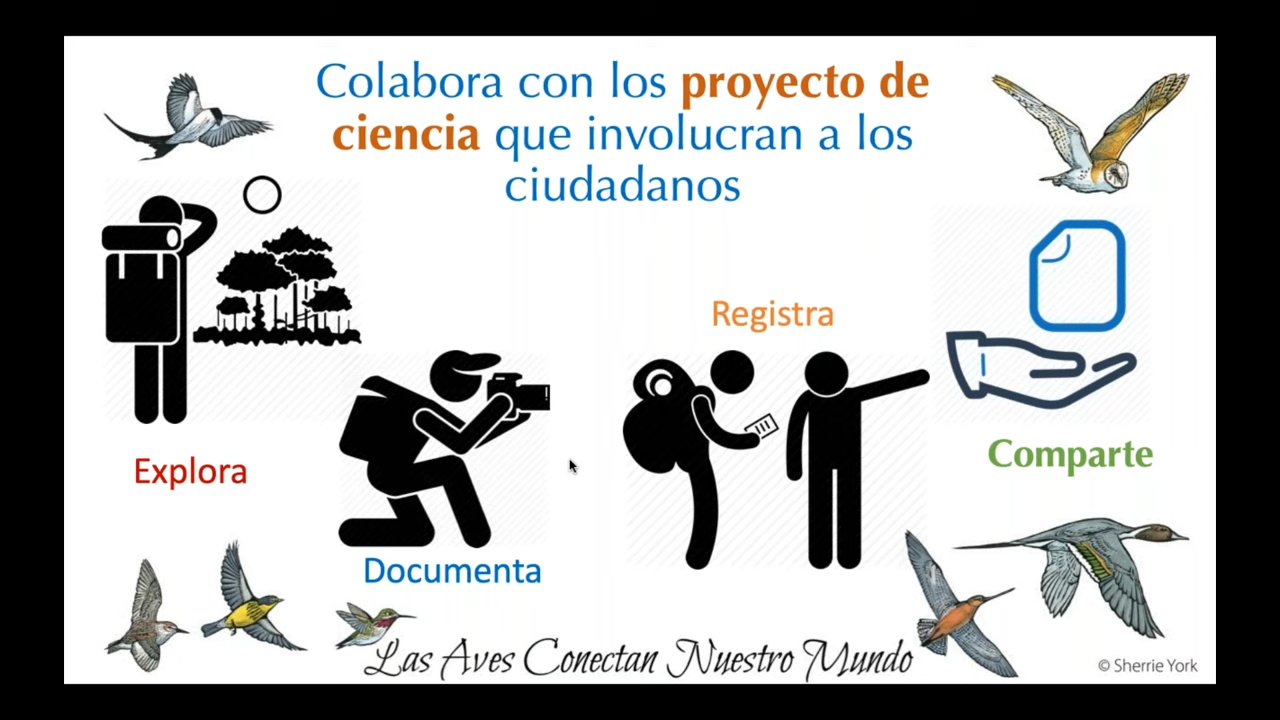 Colabora con los proyecto de
ciencia que involucran a los
ciudadanos
Registra
Comparte
Explora
Documenta
Las Aves Conectan Nuestro Mundo
© Sherrie York